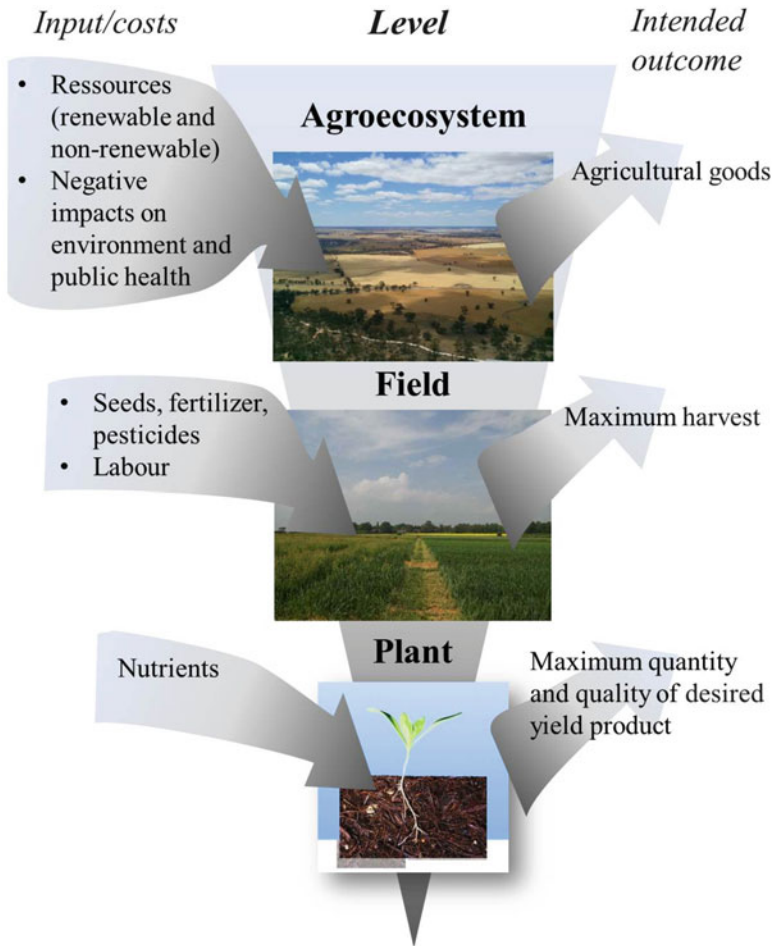 Input/costs
Level
Intended
outcome
• Ressources
(renewable and
non-renewable)
• Negative
impacts on
environment and
public health
Agroecosystem
Agricultural goods
• Seeds, fertilizer,
pesticides
• Labour
Field
Maximum harvest
Nutrients
Plant
Maximum quantity
and quality of desired
yield product